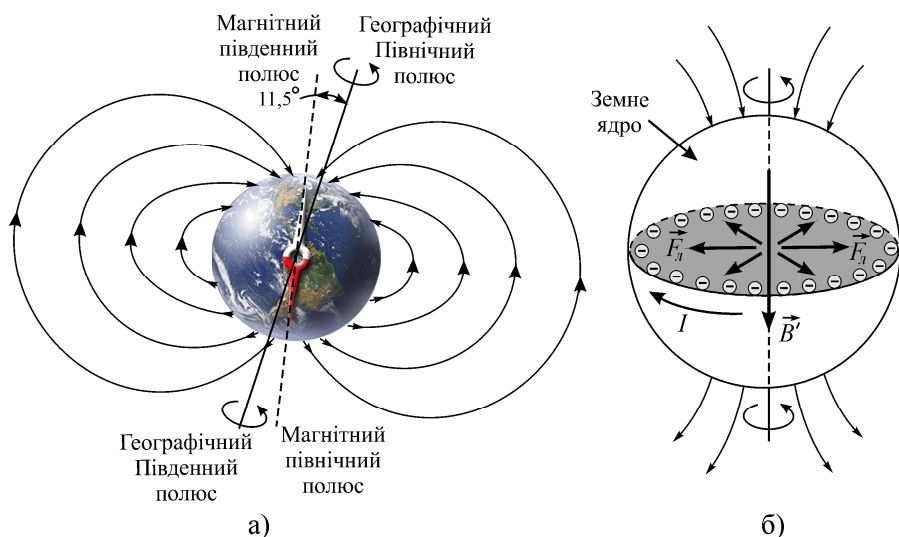 Магнітний
південний
полюс
11,5°
Географічний
Північний
полюс
Географічний
Південний
полюс
Магнітний
північний
полюс
а)
Земне
ядро
F⃗л
F⃗л
I
B⃗′
б)